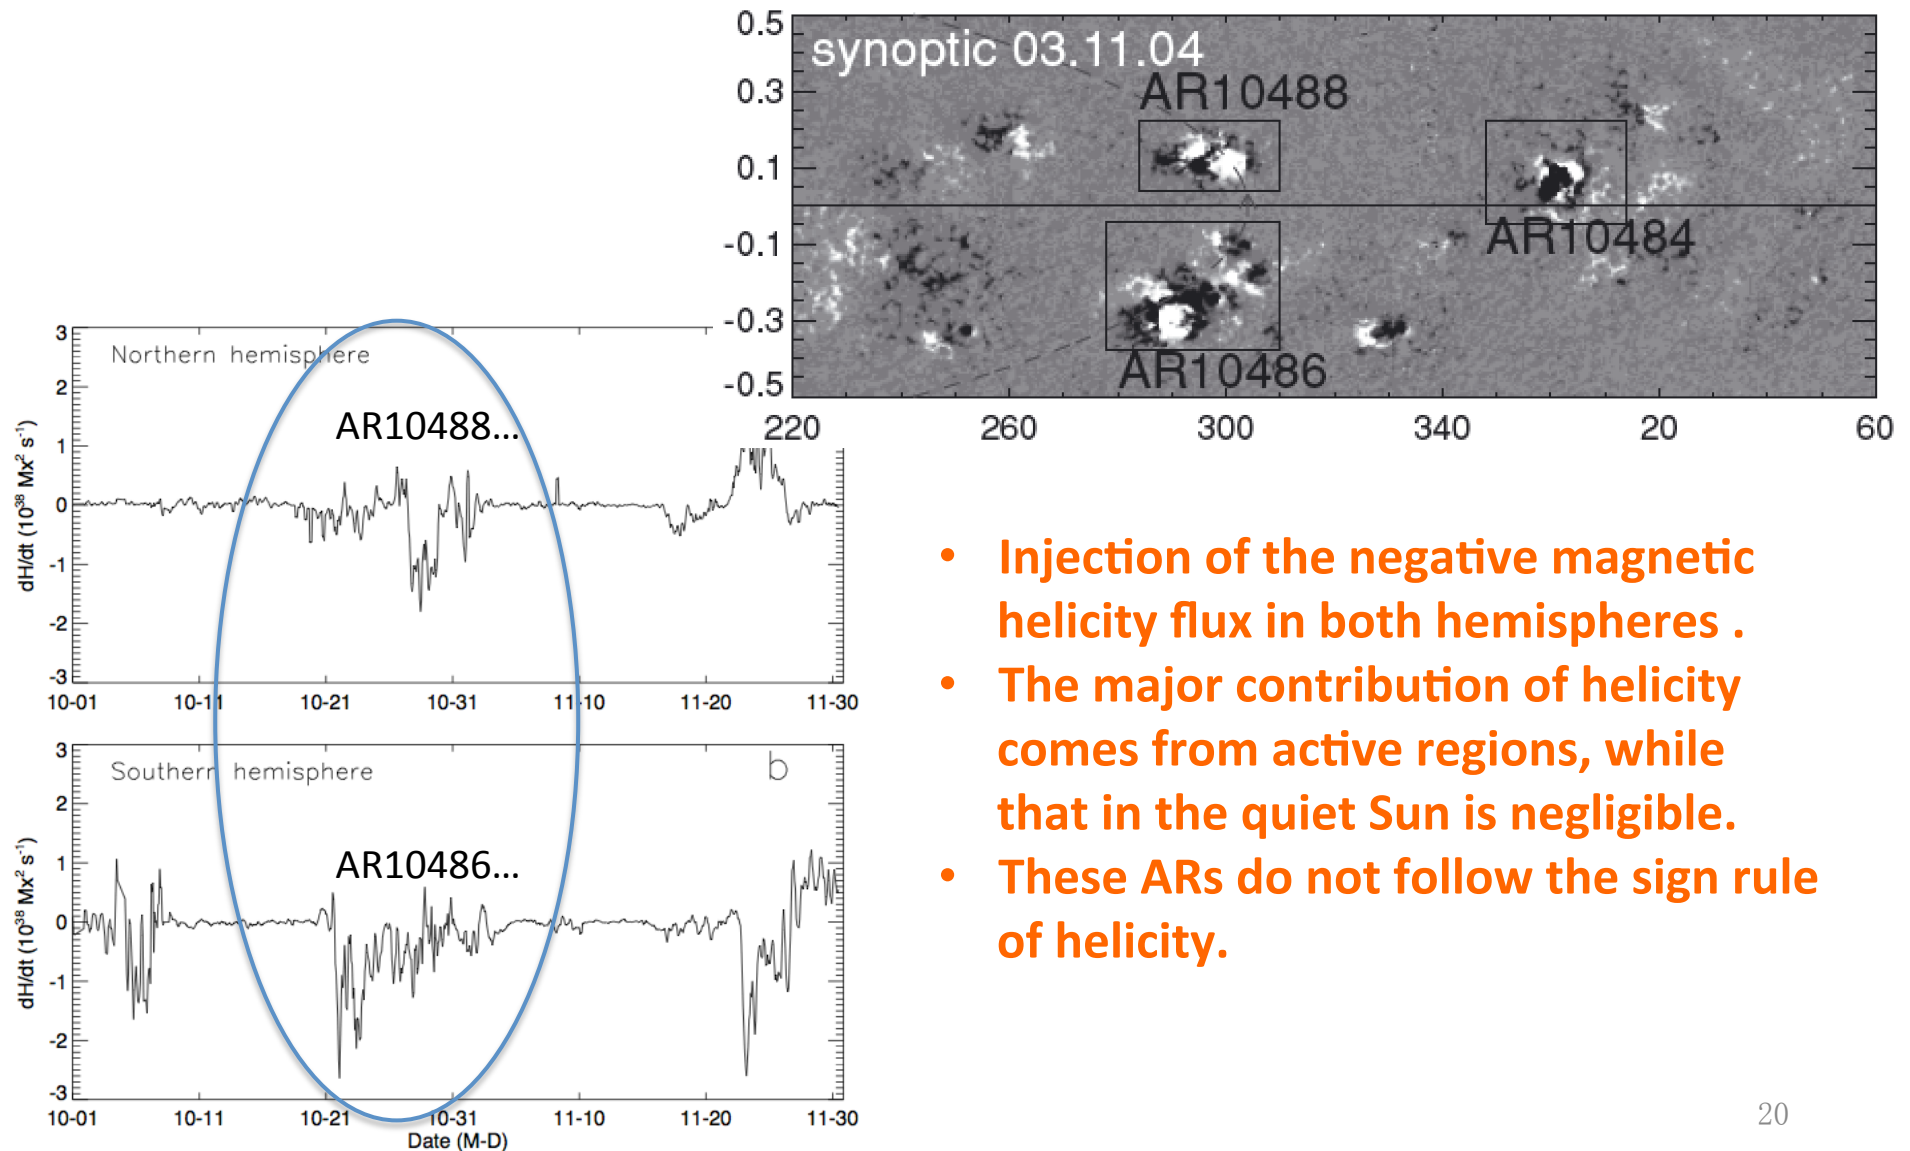 synoptic 03.11.04
0.5
0.3
0.1
-0.1
-0.3
-0.5
AR10488
AR10484
AR10486
220 260 300 340 20 60
Northern hemisphere
AR10488...
3
2
1
0
-1
-2
-3
dH/dt (10³⁸ Mx² s⁻¹)
10-01 10-11 10-21 10-31 11-10 11-20 11-30
Southern hemisphere
b
AR10486...
3
2
1
0
-1
-2
-3
dH/dt (10³⁸ Mx² s⁻¹)
10-01 10-11 10-21 10-31 11-10 11-20 11-30
Date (M-D)
• Injection of the negative magnetic
helicity flux in both hemispheres .
• The major contribution of helicity
comes from active regions, while
that in the quiet Sun is negligible.
• These ARs do not follow the sign rule
of helicity.
20